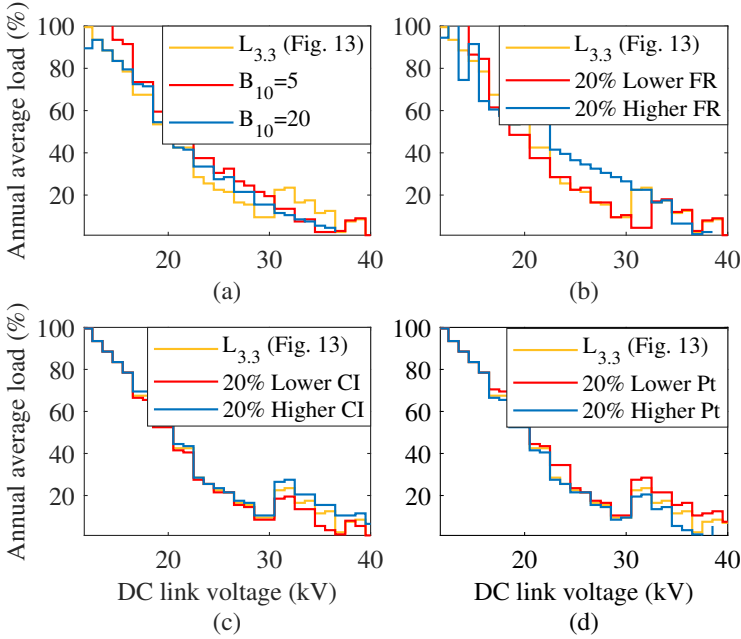 Annual average load (%)
100
80
60
40
20
L3.3 (Fig. 13)
B10=5
B10=20
20 30 40
(a)
100
80
60
40
20
L3.3 (Fig. 13)
20% Lower FR
20% Higher FR
20 30 40
(b)
Annual average load (%)
100
80
60
40
20
L3.3 (Fig. 13)
20% Lower CI
20% Higher CI
20 30 40
DC link voltage (kV)
(c)
100
80
60
40
20
L3.3 (Fig. 13)
20% Lower Pt
20% Higher Pt
20 30 40
DC link voltage (kV)
(d)